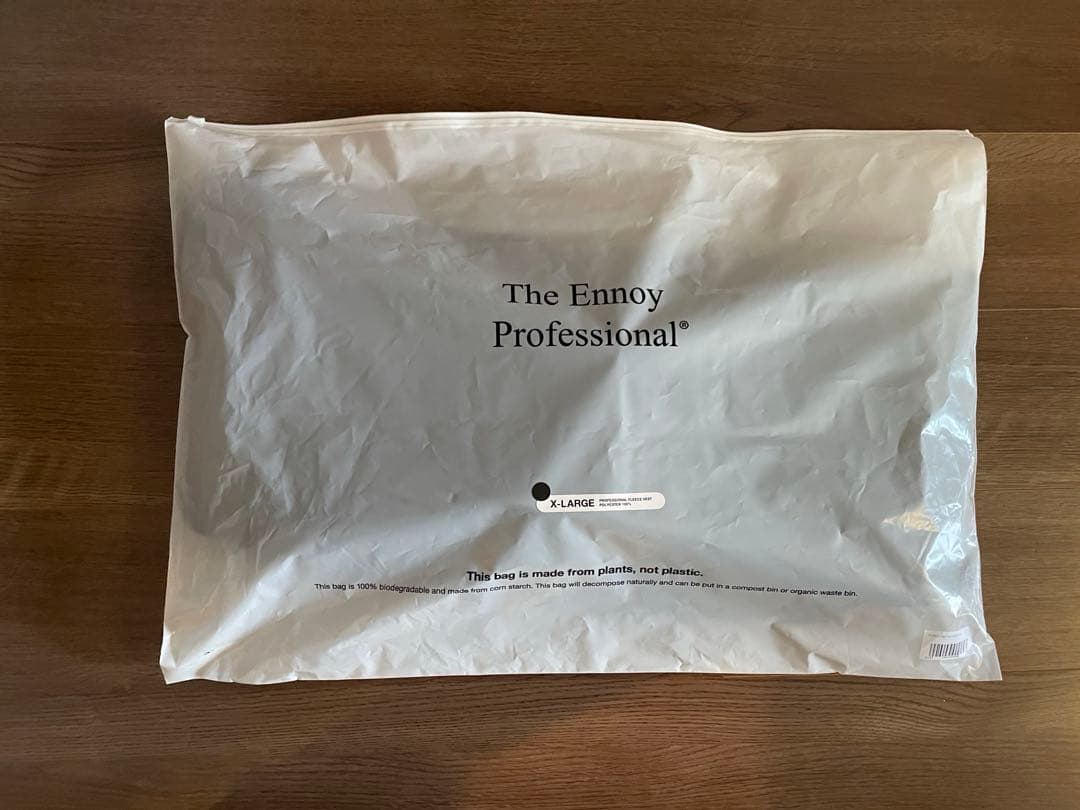 The Ennoy
Professional®
X-LARGE PROFESSIONAL FLEECE VEST
POLYESTER 100%
This bag is made from plants, not plastic.
This bag is 100% biodegradable and made from corn starch. This bag will decompose naturally and can be put in a compost bin or organic waste bin.